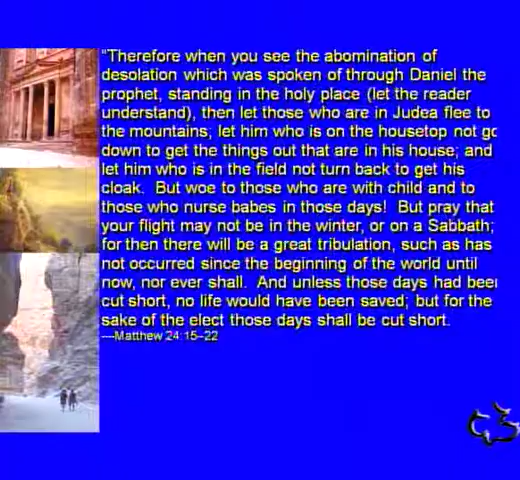 "Therefore when you see the abomination of
desolation which was spoken of through Daniel the
prophet, standing in the holy place (let the reader
understand), then let those who are in Judea flee to
the mountains; let him who is on the housetop not go
down to get the things out that are in his house; and
let him who is in the field not turn back to get his
cloak. But woe to those who are with child and to
those who nurse babes in those days! But pray that
your flight may not be in the winter, or on a Sabbath;
for then there will be a great tribulation, such as has
not occurred since the beginning of the world until
now, nor ever shall. And unless those days had been
cut short, no life would have been saved; but for the
sake of the elect those days shall be cut short.
---Matthew 24:15-22